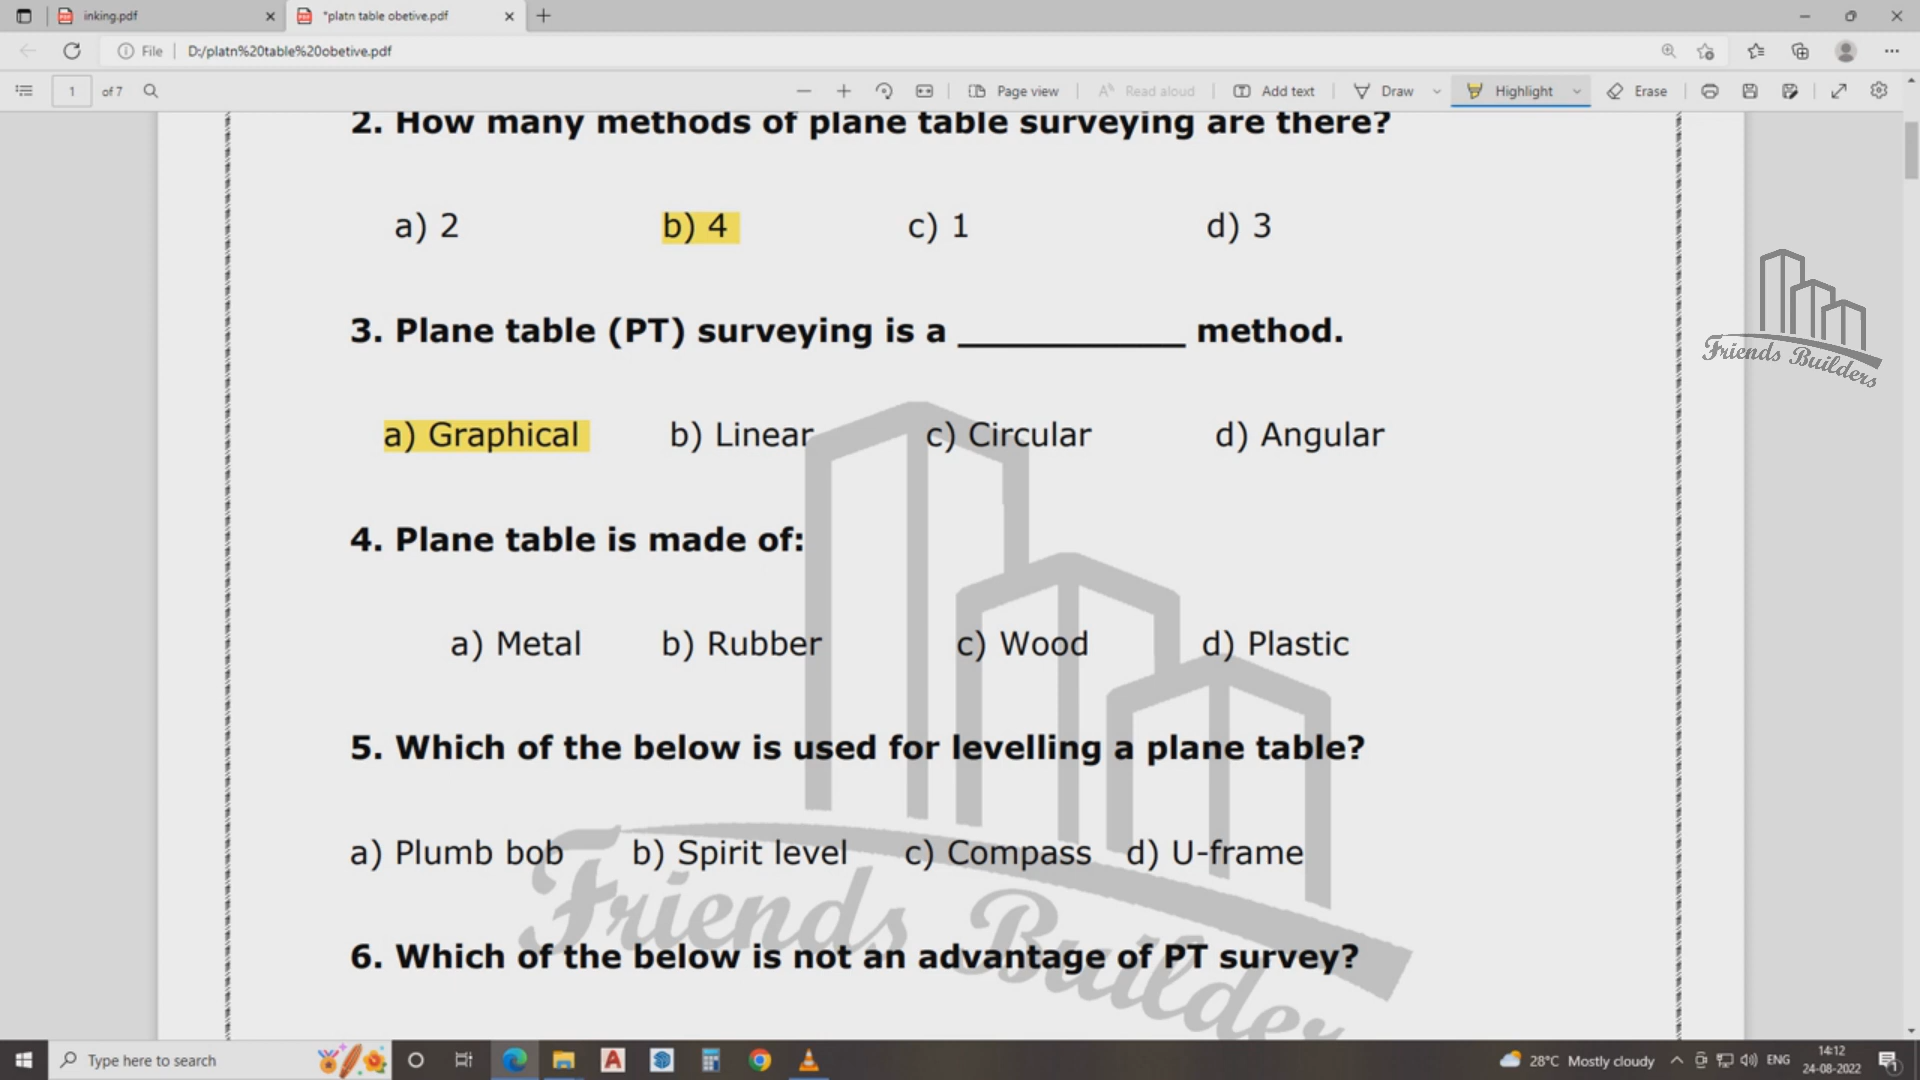 inking.pdf
*platn table obetive.pdf
File
D:/platn%20table%20obetive.pdf
1 of 7
Page view
Read aloud
Add text
Draw
Highlight
Erase
2. How many methods of plane table surveying are there?
a) 2 b) 4 c) 1 d) 3
3. Plane table (PT) surveying is a ____________ method.
Friends Builders
a) Graphical b) Linear c) Circular d) Angular
4. Plane table is made of:
a) Metal b) Rubber c) Wood d) Plastic
5. Which of the below is used for levelling a plane table?
a) Plumb bob b) Spirit level c) Compass d) U-frame
Friends Builders
6. Which of the below is not an advantage of PT survey?
Type here to search
28°C Mostly cloudy
ENG
14:12
24-08-2022